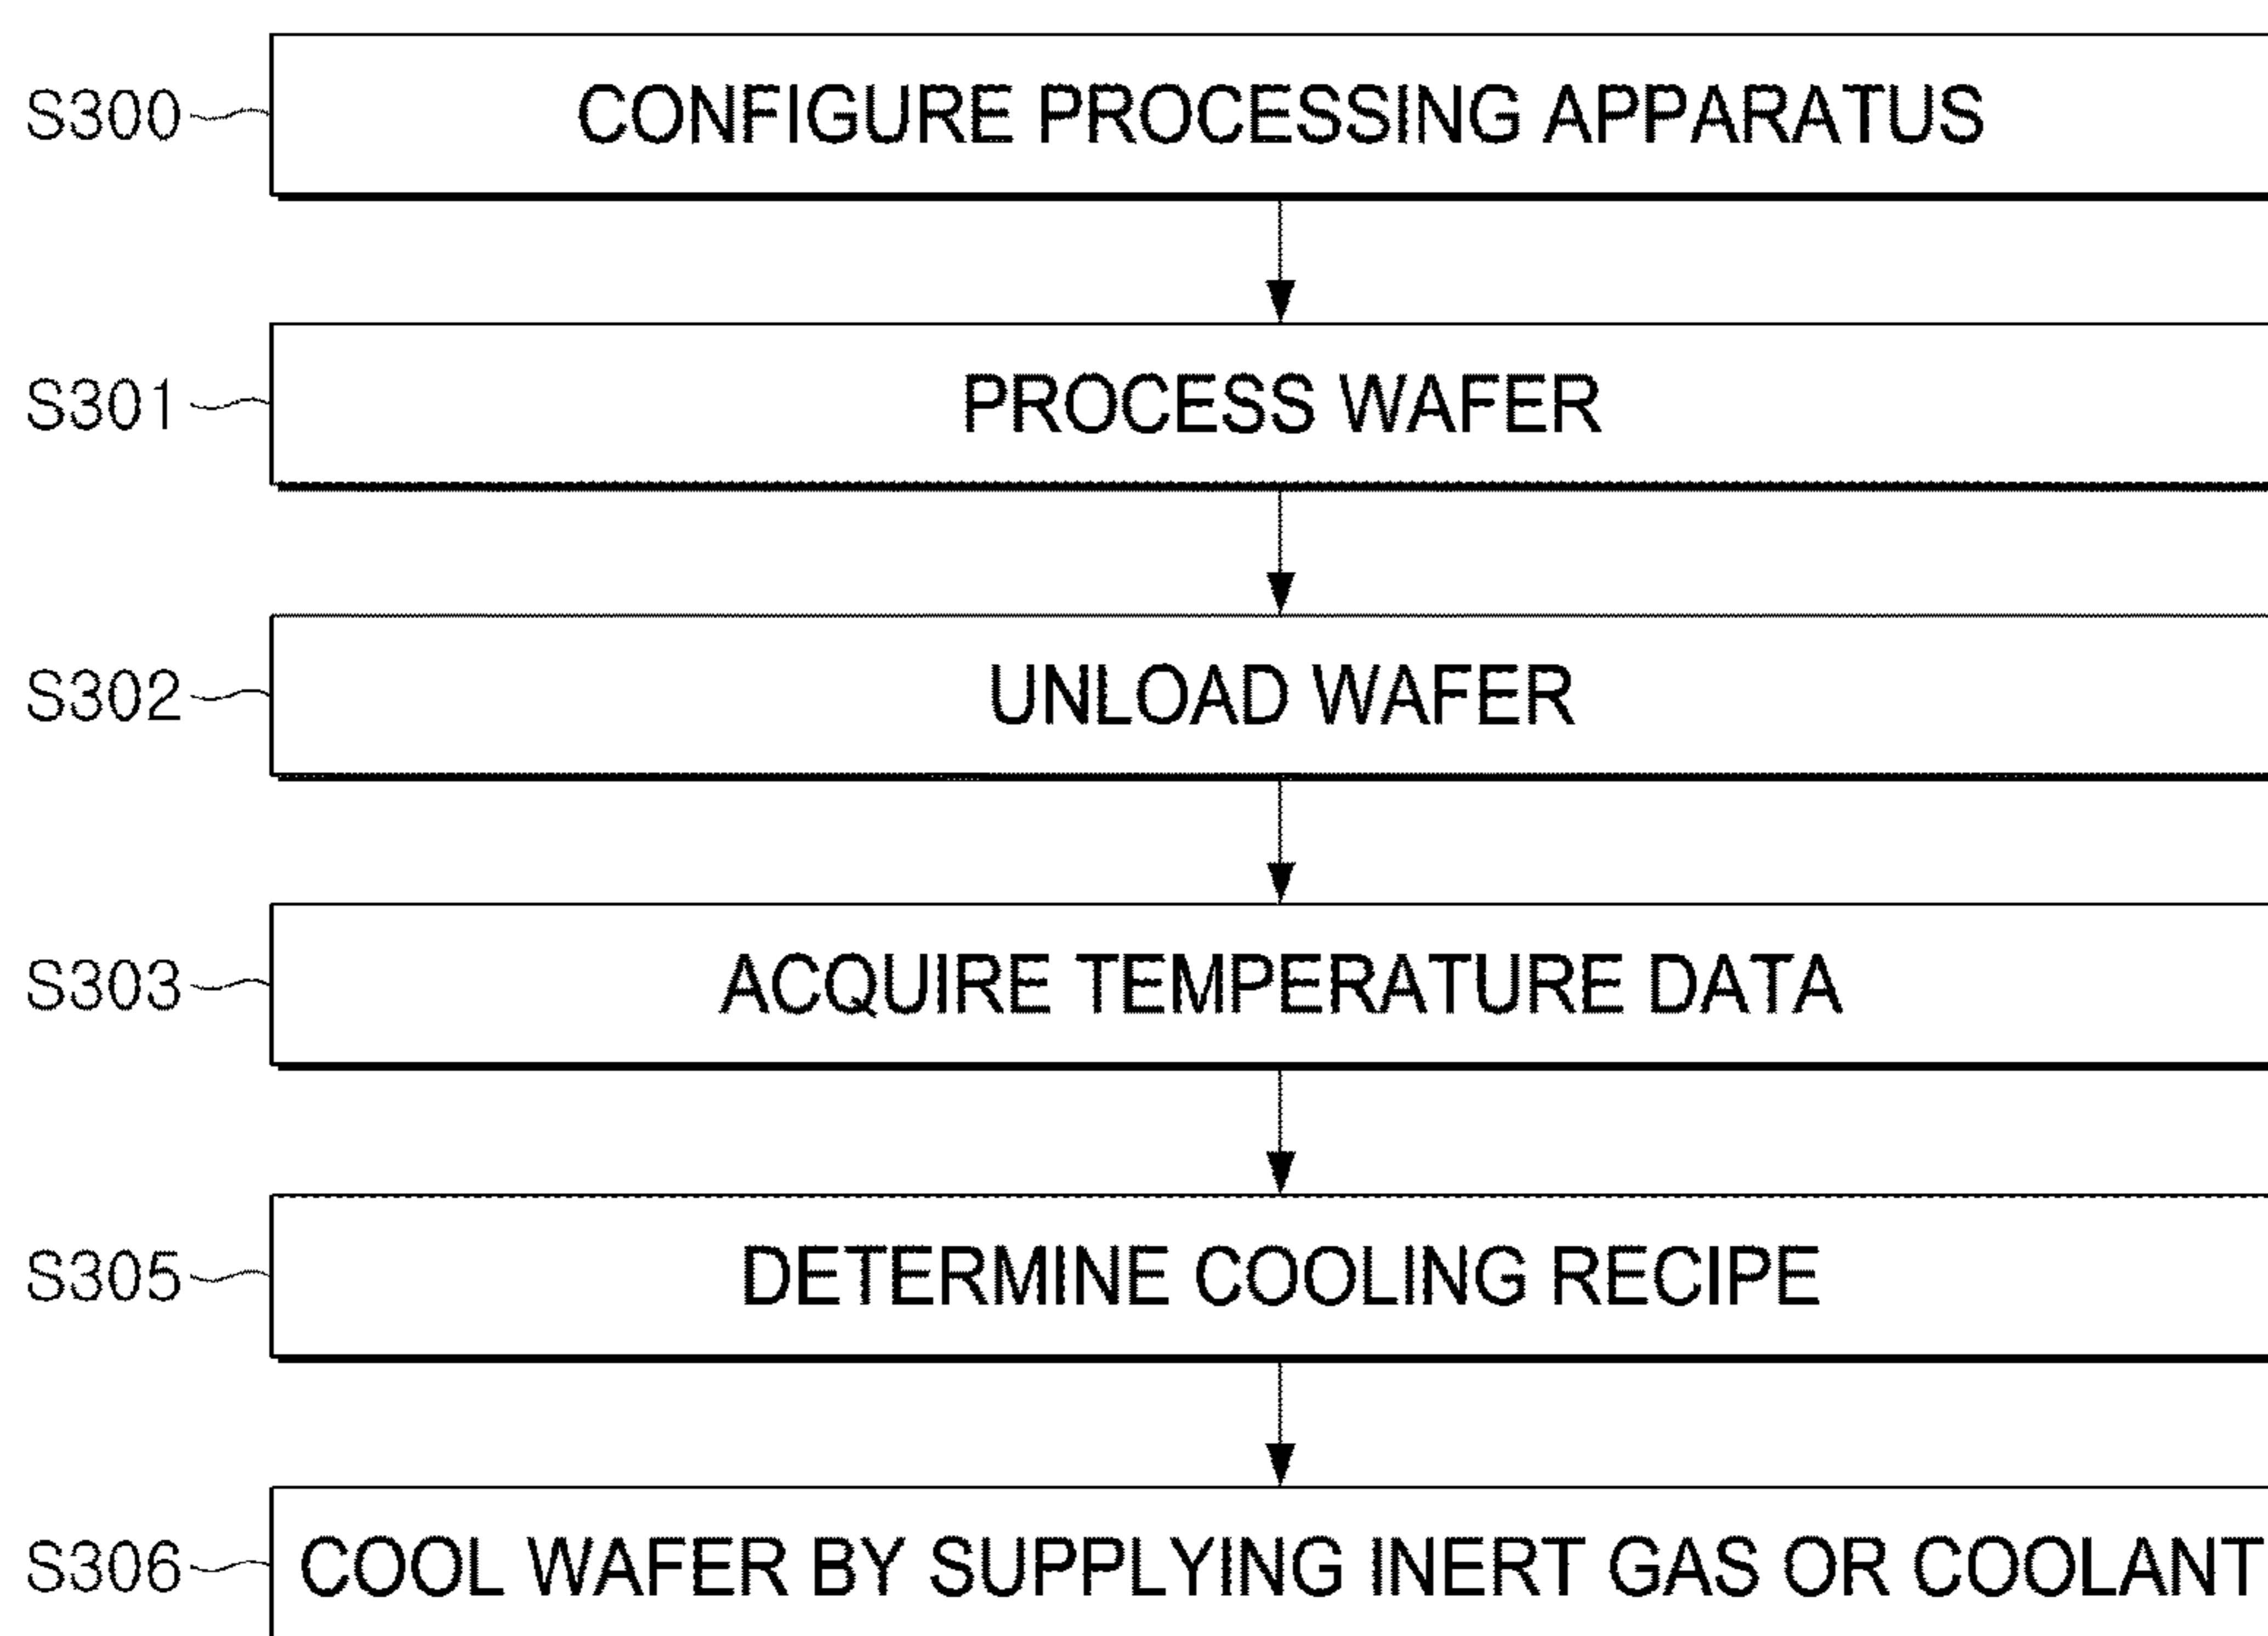 S300 CONFIGURE PROCESSING APPARATUS
S301 PROCESS WAFER
S302 UNLOAD WAFER
S303 ACQUIRE TEMPERATURE DATA
S305 DETERMINE COOLING RECIPE
S306 COOL WAFER BY SUPPLYING INERT GAS OR COOLANT